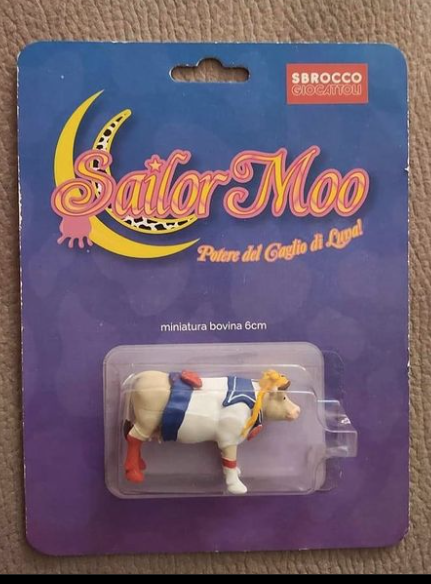 SBROCCO
GIOCATTOLI
Sailor Moo
Potere del Caglio di Luna!
miniatura bovina 6cm